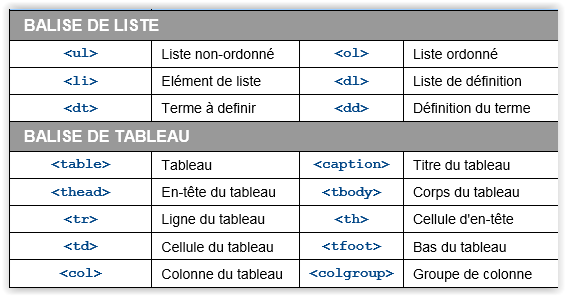 BALISE DE LISTE
<ul> Liste non-ordonné <ol> Liste ordonné
<li> Elément de liste <dl> Liste de définition
<dt> Terme à definir <dd> Définition du terme
BALISE DE TABLEAU
<table> Tableau <caption> Titre du tableau
<thead> En-tête du tableau <tbody> Corps du tableau
<tr> Ligne du tableau <th> Cellule d'en-tête
<td> Cellule du tableau <tfoot> Bas du tableau
<col> Colonne du tableau <colgroup> Groupe de colonne